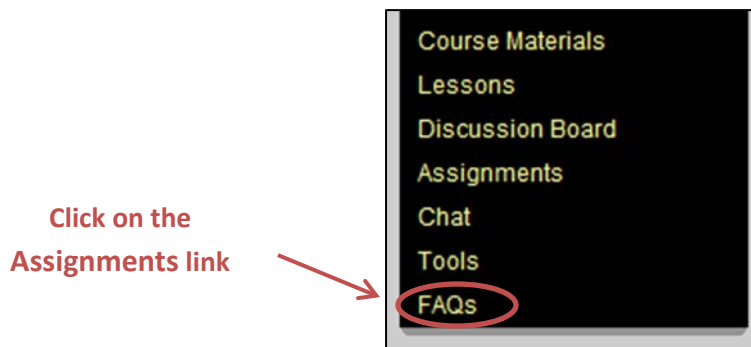 Course Materials
Lessons
Discussion Board
Assignments
Chat
Tools
FAQs
Click on the
Assignments link